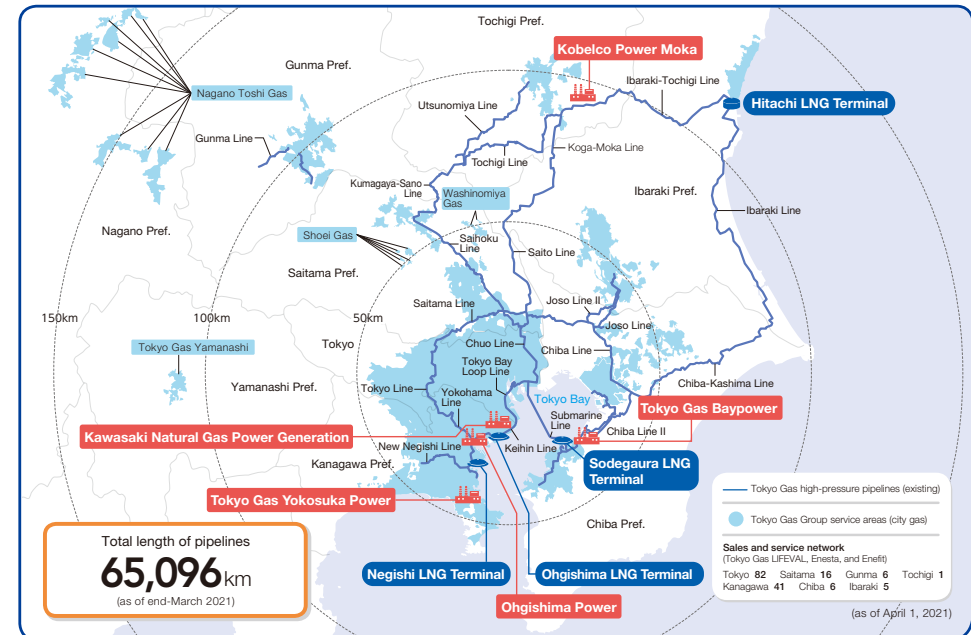 Tochigi Pref.
Kobelco Power Moka
Gunma Pref.
Ibaraki-Tochigi Line
Nagano Toshi Gas
Utsunomiya Line
Hitachi LNG Terminal
Gunma Line
Koga-Moka Line
Tochigi Line
Kumagaya-Sano
Line
Washinomiya
Gas
Ibaraki Pref.
Ibaraki Line
Nagano Pref.
Shoei Gas
Saihoku
Line
Saito Line
Saitama Pref.
Saitama Line
Joso Line II
150km
100km
50km
Joso Line
Tokyo
Chuo Line
Chiba Line
Tokyo Gas Yamanashi
Tokyo Bay
Loop Line
Yamanashi Pref.
Tokyo Line
Yokohama
Line
Chiba-Kashima Line
Tokyo Bay
Tokyo Gas Baypower
Submarine
Line
Chiba Line II
Kawasaki Natural Gas Power Generation
New Negishi Line
Keihin Line
Kanagawa Pref.
Sodegaura LNG
Terminal
Tokyo Gas Yokosuka Power
Chiba Pref.
Negishi LNG Terminal
Ohgishima LNG Terminal
Ohgishima Power
Total length of pipelines
65,096km
(as of end-March 2021)
Tokyo Gas high-pressure pipelines (existing)
Tokyo Gas Group service areas (city gas)
Sales and service network
(Tokyo Gas LIFEVAL, Enesta, and Enefit)
Tokyo 82 Saitama 16 Gunma 6 Tochigi 1
Kanagawa 41 Chiba 6 Ibaraki 5
(as of April 1, 2021)